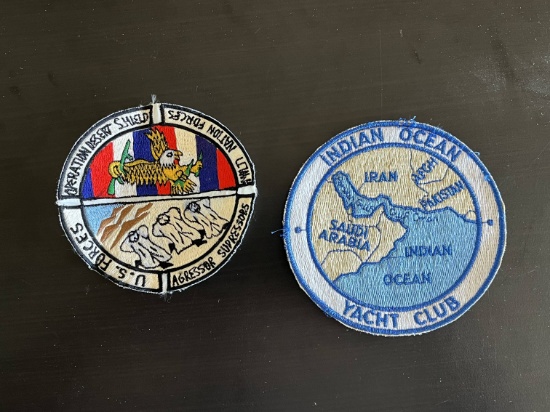 OPERATION DESERT SHIELD
NATION FORCES
U.S. FORCES
AGRESSOR SUPRESSORS
INDIAN OCEAN
IRAN
AFGH
PAKISTAN
SAUDI
ARABIA
INDIAN
OCEAN
YACHT CLUB